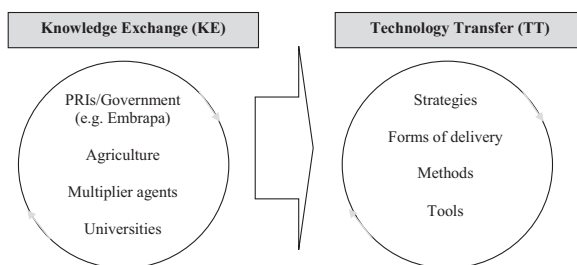 Knowledge Exchange (KE)
PRIs/Government
(e.g. Embrapa)
Agriculture
Multiplier agents
Universities
Technology Transfer (TT)
Strategies
Forms of delivery
Methods
Tools